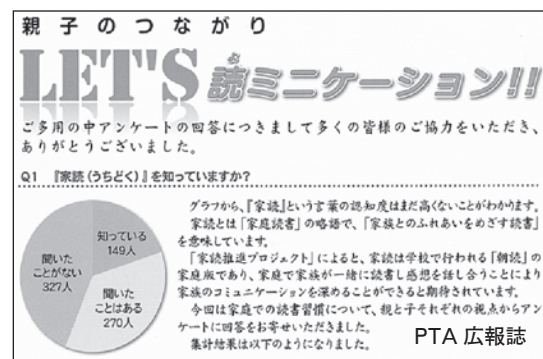 親子のつながり
LET'S 読ミニケーション!!
ご多用の中アンケートの回答につきまして多くの皆様のご協力をいただき、
ありがとうございました。
Q1 『家読(うちどく)』を知っていますか?
知っている
149人
聞いた
ことはある
270人
聞いた
ことがない
327人
グラフから、『家読』という言葉の認知度はまだ高くないことがわかります。
家読とは「家庭読書」の略語で、「家族とのふれあいをめざす読書」
を意味しています。
「家読推進プロジェクト」によると、家読は学校で行われる「朝読」の
家庭版であり、家庭で家族が一緒に読書し感想を話し合うことにより
家族のコミュニケーションを深めることができると期待されています。
今回は家庭での読書習慣について、親と子それぞれの視点からアン
ケートに回答をお寄せいただきました。
集計結果は以下のようになりました。
PTA 広報誌